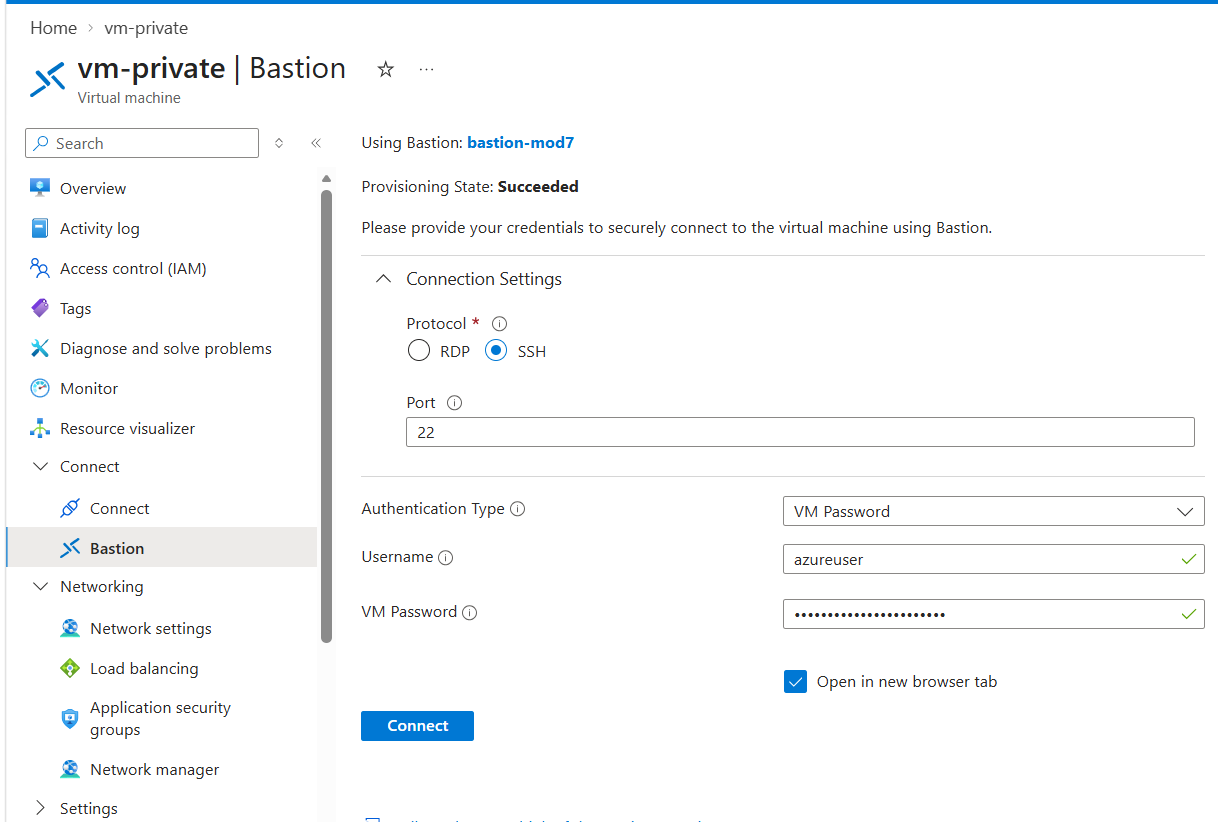 Home > vm-private
vm-private | Bastion ☆ ...
Virtual machine
Search
Overview
Activity log
Access control (IAM)
Tags
Diagnose and solve problems
Monitor
Resource visualizer
Connect
Connect
Bastion
Networking
Network settings
Load balancing
Application security
groups
Network manager
Settings
Using Bastion: bastion-mod7
Provisioning State: Succeeded
Please provide your credentials to securely connect to the virtual machine using Bastion.
Connection Settings
Protocol *
RDP SSH
Port
22
Authentication Type VM Password
Username azureuser
VM Password •••••••••••••••••••••••
Open in new browser tab
Connect